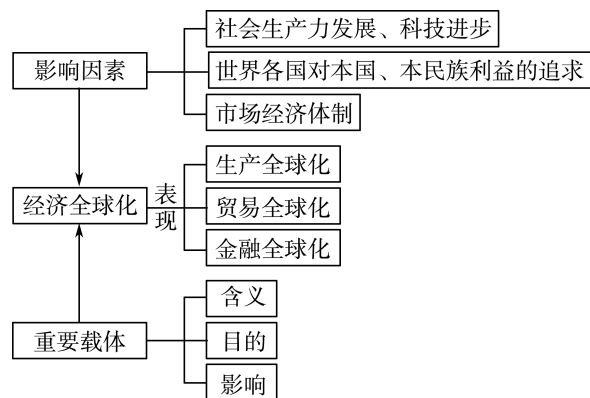 社会生产力发展、科技进步
影响因素
世界各国对本国、本民族利益的追求
市场经济体制
生产全球化
经济全球化
表现
贸易全球化
金融全球化
含义
重要载体
目的
影响